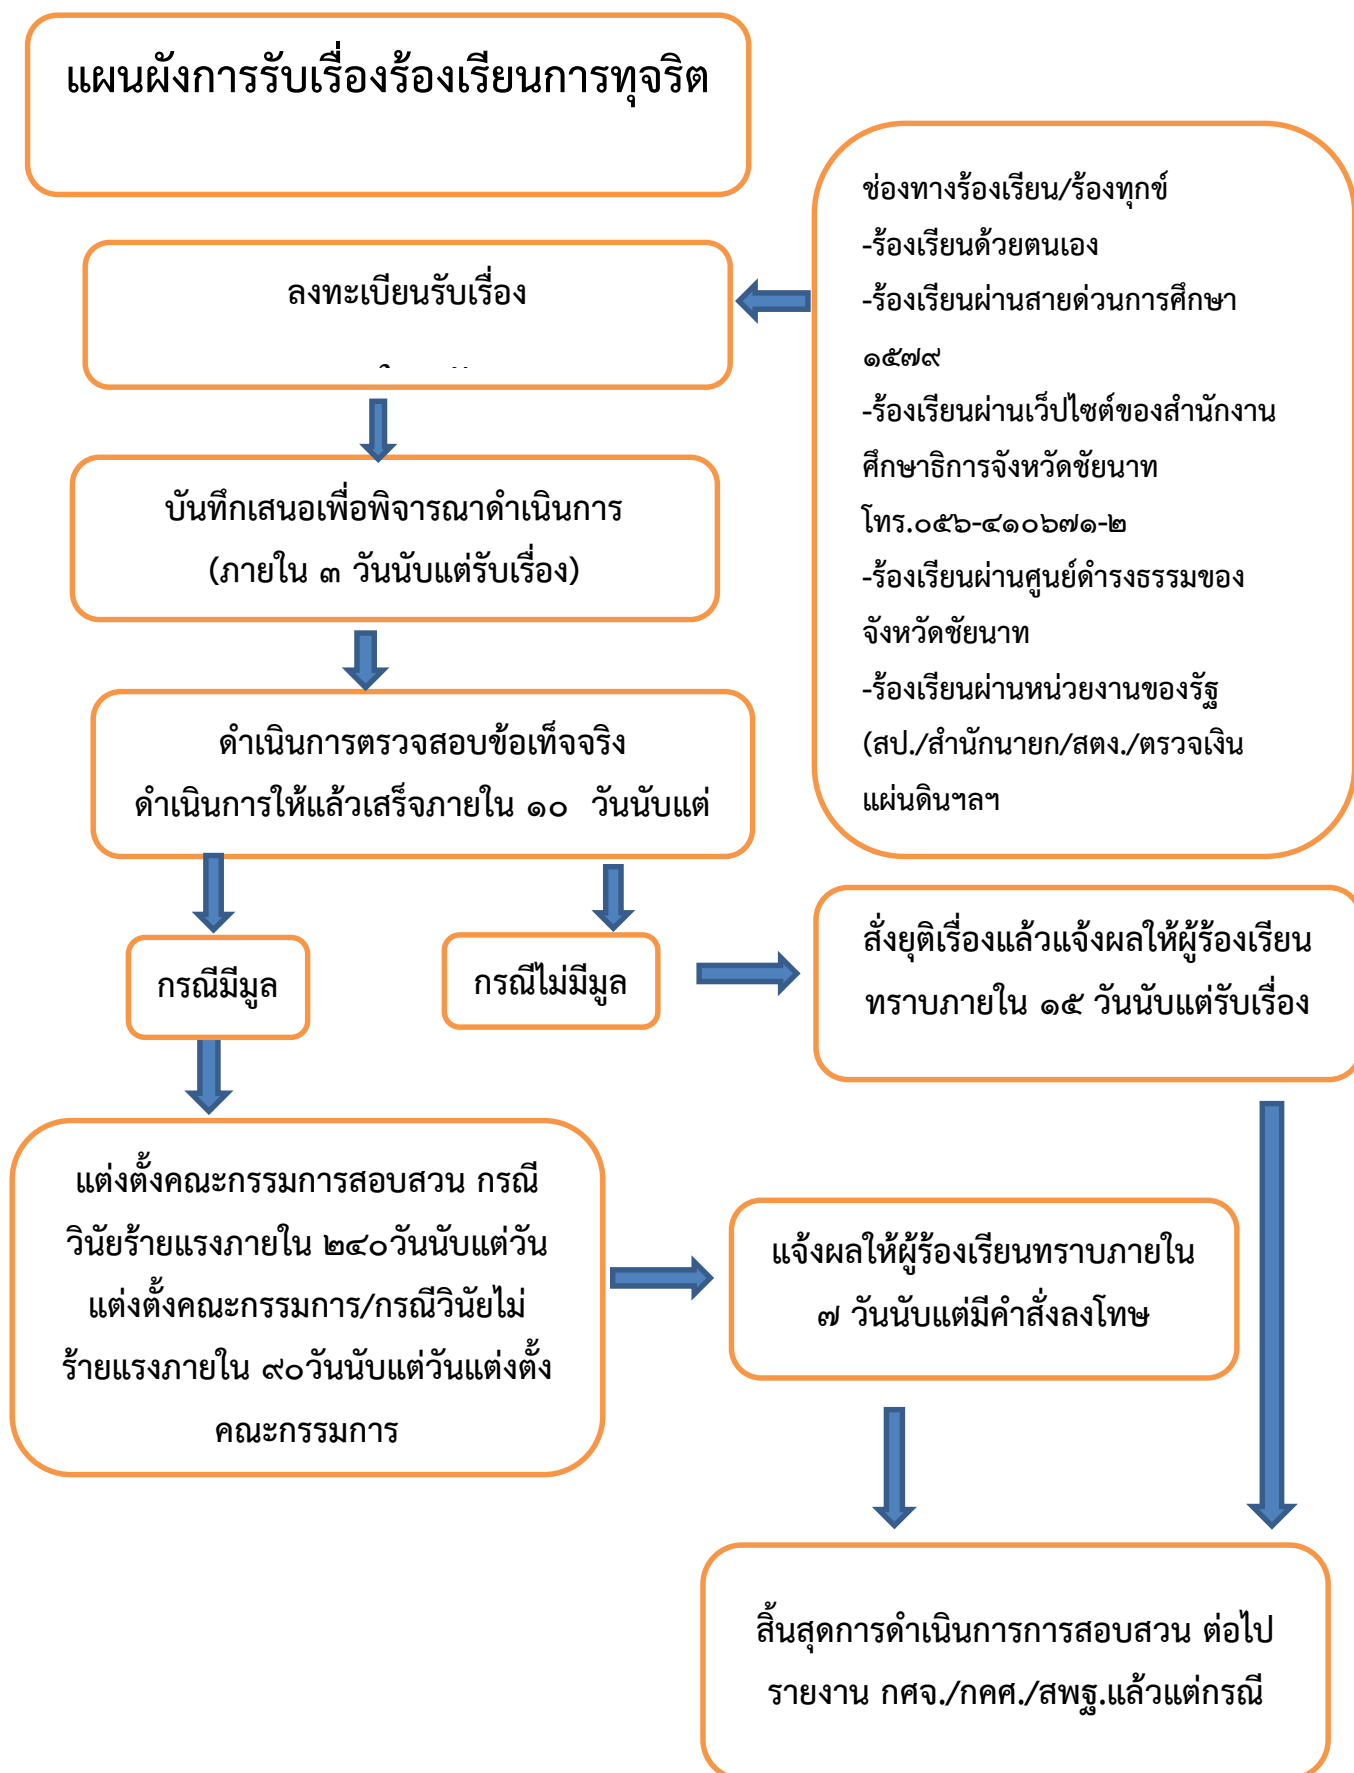 แผนผังการรับเรื่องร้องเรียนการทุจริต
ช่องทางร้องเรียน/ร้องทุกข์
-ร้องเรียนด้วยตนเอง
-ร้องเรียนผ่านสายด่วนการศึกษา
๑๕๗๙
-ร้องเรียนผ่านเว็ปไซต์ของสำนักงาน
ศึกษาธิการจังหวัดชัยนาท
โทร.๐๕๖-๔๑๐๖๗๑-๒
-ร้องเรียนผ่านศูนย์ดำรงธรรมของ
จังหวัดชัยนาท
-ร้องเรียนผ่านหน่วยงานของรัฐ
(สป./สำนักนายก/สตง./ตรวจเงิน
แผ่นดินฯลฯ
ลงทะเบียนรับเรื่อง
บันทึกเสนอเพื่อพิจารณาดำเนินการ
(ภายใน ๓ วันนับแต่รับเรื่อง)
ดำเนินการตรวจสอบข้อเท็จจริง
ดำเนินการให้แล้วเสร็จภายใน ๑๐ วันนับแต่
กรณีมีมูล
กรณีไม่มีมูล
สั่งยุติเรื่องแล้วแจ้งผลให้ผู้ร้องเรียน
ทราบภายใน ๑๕ วันนับแต่รับเรื่อง
แต่งตั้งคณะกรรมการสอบสวน กรณี
วินัยร้ายแรงภายใน ๒๔๐วันนับแต่วัน
แต่งตั้งคณะกรรมการ/กรณีวินัยไม่
ร้ายแรงภายใน ๙๐วันนับแต่วันแต่งตั้ง
คณะกรรมการ
แจ้งผลให้ผู้ร้องเรียนทราบภายใน
๗ วันนับแต่มีคำสั่งลงโทษ
สิ้นสุดการดำเนินการการสอบสวน ต่อไป
รายงาน กศจ./กคศ./สพฐ.แล้วแต่กรณี